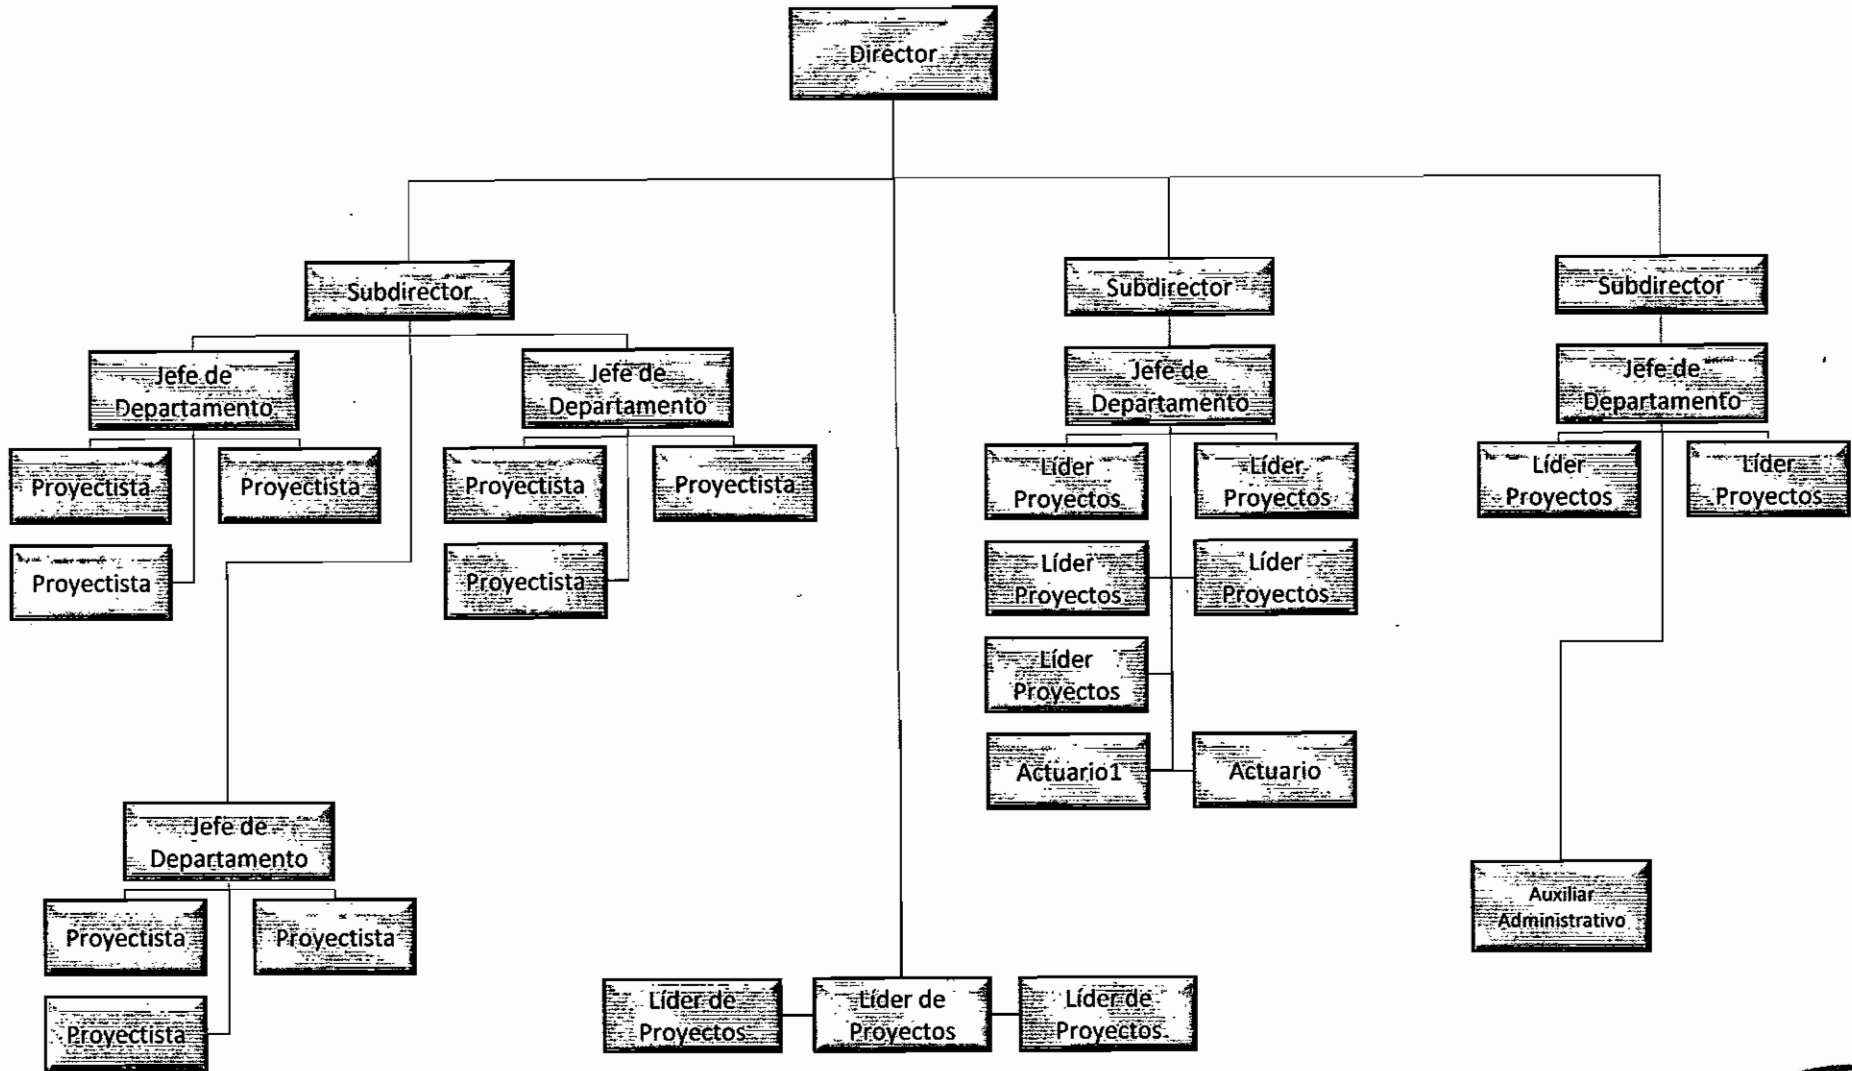 Director
Subdirector
Subdirector
Subdirector
Jefe de
Departamento
Jefe de
Departamento
Jefe de
Departamento
Jefe de
Departamento
Proyectista
Proyectista
Proyectista
Proyectista
Líder
Proyectos
Líder
Proyectos
Líder
Proyectos
Líder
Proyectos
Proyectista
Proyectista
Líder
Proyectos
Líder
Proyectos
Líder
Proyectos
Actuario1
Actuario
Jefe de
Departamento
Auxiliar
Administrativo
Proyectista
Proyectista
Proyectista
Líder de
Proyectos
Líder de
Proyectos
Líder de
Proyectos